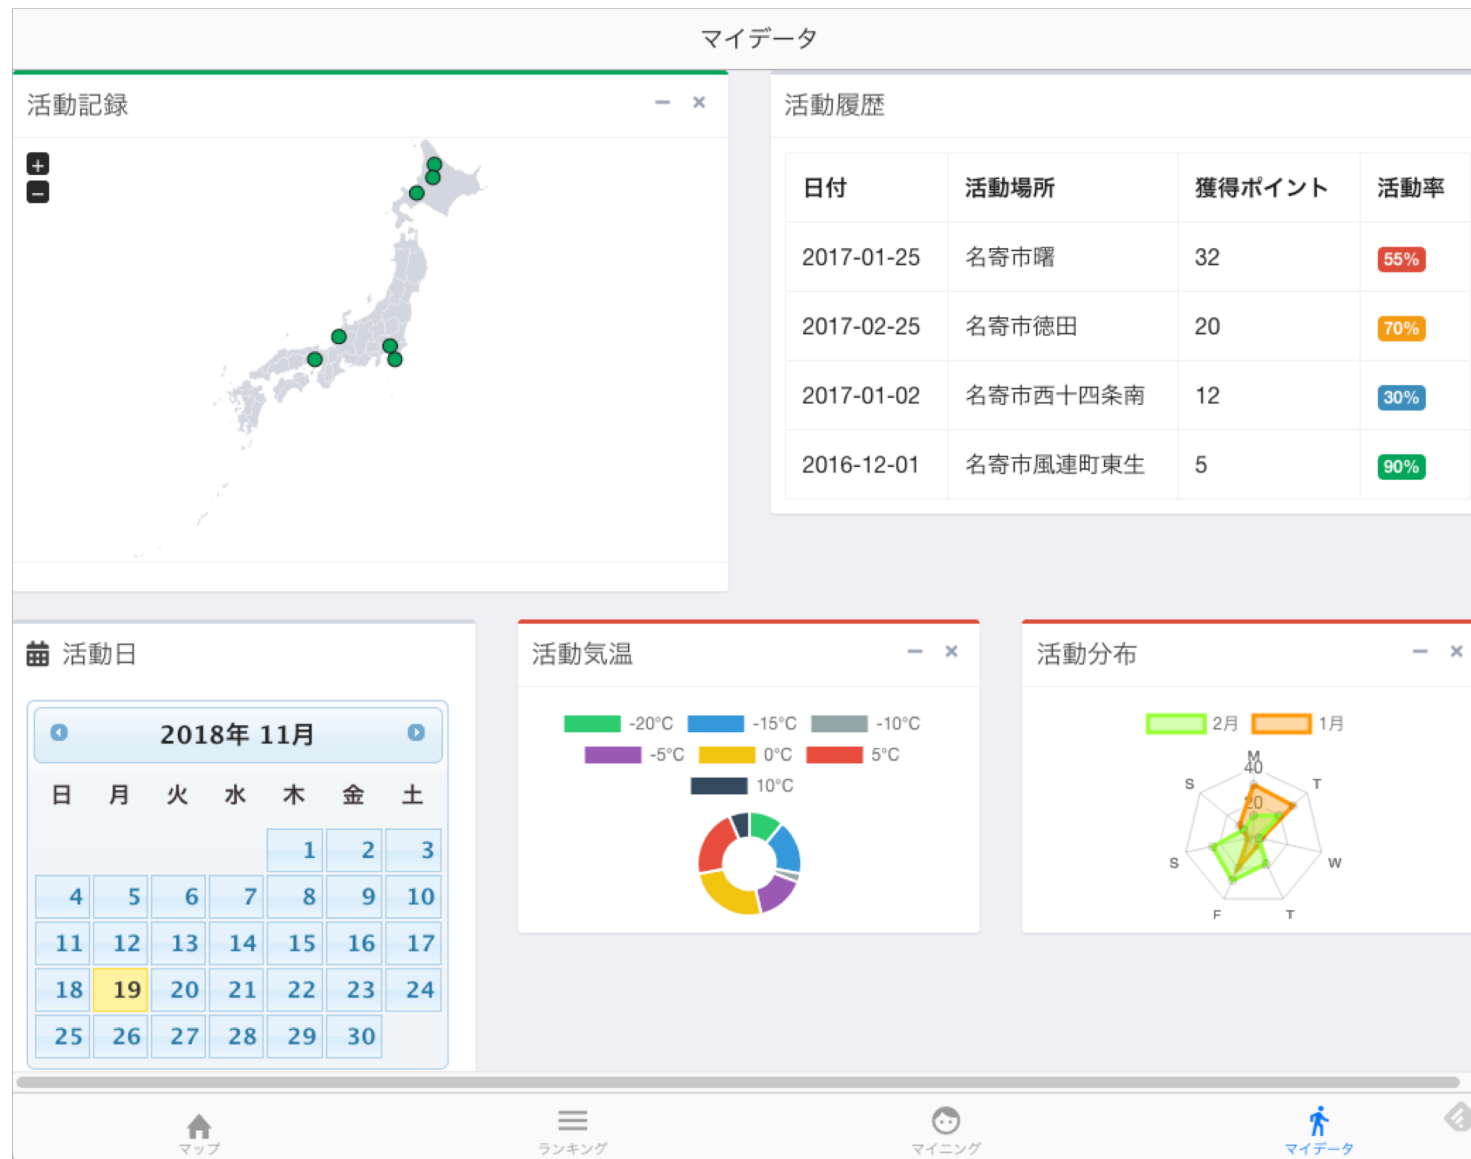 マイデータ
活動記録
+
−
活動履歴
日付 活動場所 獲得ポイント 活動率
2017-01-25 名寄市曙 32 55%
2017-02-25 名寄市徳田 20 70%
2017-01-02 名寄市西十四条南 12 30%
2016-12-01 名寄市風連町東生 5 90%
活動日
2018年 11月
日 月 火 水 木 金 土
1 2 3
4 5 6 7 8 9 10
11 12 13 14 15 16 17
18 19 20 21 22 23 24
25 26 27 28 29 30
活動気温
-20°C -15°C -10°C
-5°C 0°C 5°C
10°C
活動分布
2月 1月
M
40
S T
20
S W
F T
マップ ランキング マイニング マイデータ